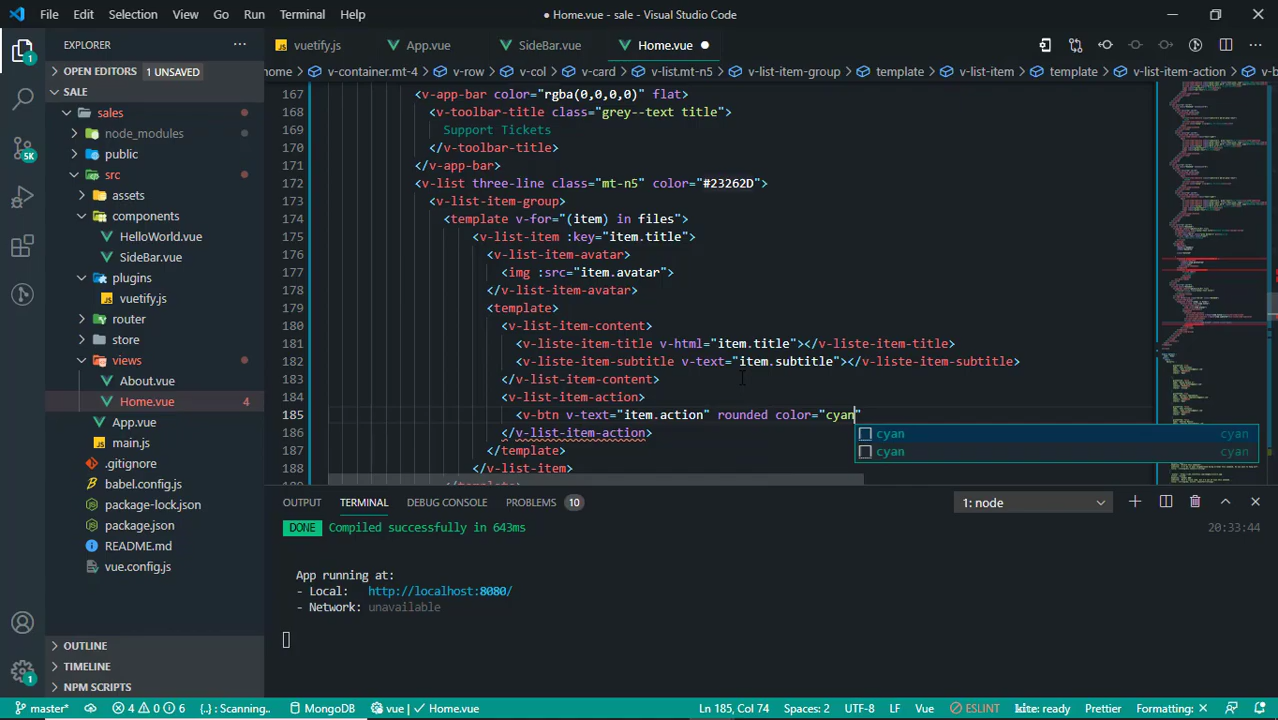 File Edit Selection View Go Run Terminal Help ● Home.vue - sale - Visual Studio Code
EXPLORER ··· JS vuetify.js App.vue SideBar.vue Home.vue
OPEN EDITORS 1 UNSAVED
home v-container.mt-4 v-row v-col v-card v-list.mt-n5 v-list-item-group template v-list-item template v-list-item-action v-b
SALE
sales
node_modules
5K
public
src
assets
components
HelloWorld.vue
SideBar.vue
plugins
JS vuetify.js
router
store
views
About.vue
Home.vue 4
App.vue
JS main.js
.gitignore
babel.config.js
package-lock.json
package.json
README.md
vue.config.js
OUTLINE
TIMELINE
NPM SCRIPTS
1
1
167 <v-app-bar color="rgba(0,0,0,0)" flat>
168 <v-toolbar-title class="grey--text title">
169 Support Tickets
170 </v-toolbar-title>
171 </v-app-bar>
172 <v-list three-line class="mt-n5" color="#23262D">
173 <v-list-item-group>
174 <template v-for="(item) in files">
175 <v-list-item :key="item.title">
176 <v-list-item-avatar>
177 <img :src="item.avatar">
178 </v-list-item-avatar>
179 <template>
180 <v-list-item-content>
181 <v-liste-item-title v-html="item.title"></v-liste-item-title>
182 <v-liste-item-subtitle v-text="item.subtitle"></v-liste-item-subtitle>
183 </v-list-item-content>
184 <v-list-item-action>
185 <v-btn v-text="item.action" rounded color="cyan"
cyan cyan
186 </v-list-item-action>
cyan cyan
187 </template>
188 </v-list-item>
OUTPUT TERMINAL DEBUG CONSOLE PROBLEMS 10 1: node
DONE Compiled successfully in 643ms 20:33:44
App running at:
- Local: http://localhost:8080/
- Network: unavailable
master* 4 0 6 {..} : Scanning.. MongoDB vue | Home.vue Ln 185, Col 74 Spaces: 2 UTF-8 LF Vue ESLINT kite: ready Prettier Formatting: ×